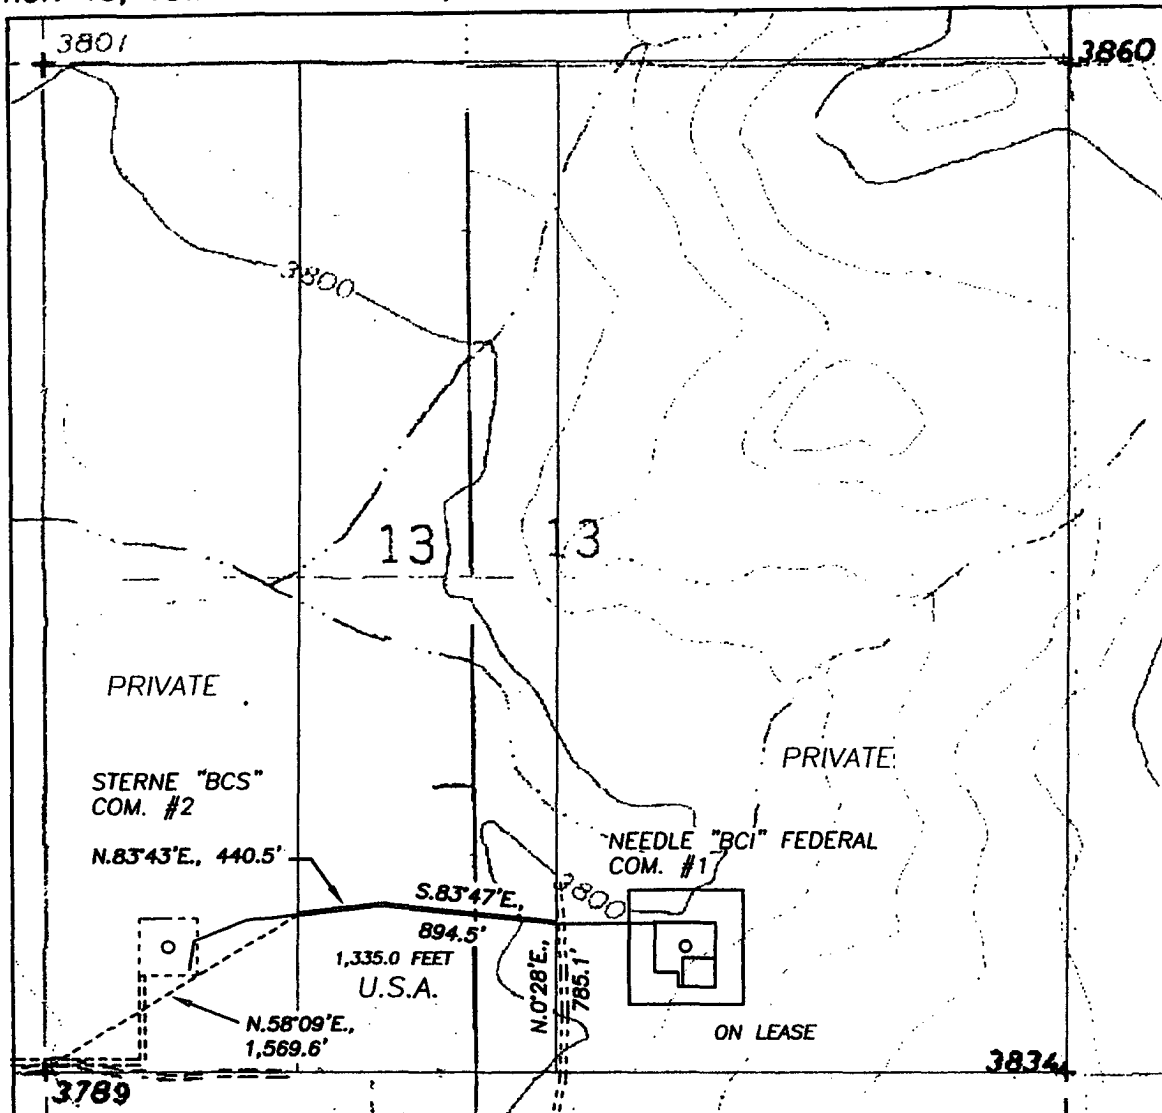 3801
3860
3800
13
13
PRIVATE
PRIVATE
STERNE "BCS"
COM. #2
NEEDLE "BCI" FEDERAL
COM. #1
N.83°43'E., 440.5'
S.83°47'E.,
3800
894.5'
1,335.0 FEET
U.S.A.
N.0°28'E.,
785.1'
N.58°09'E.,
1,569.6'
ON LEASE
3789
3834